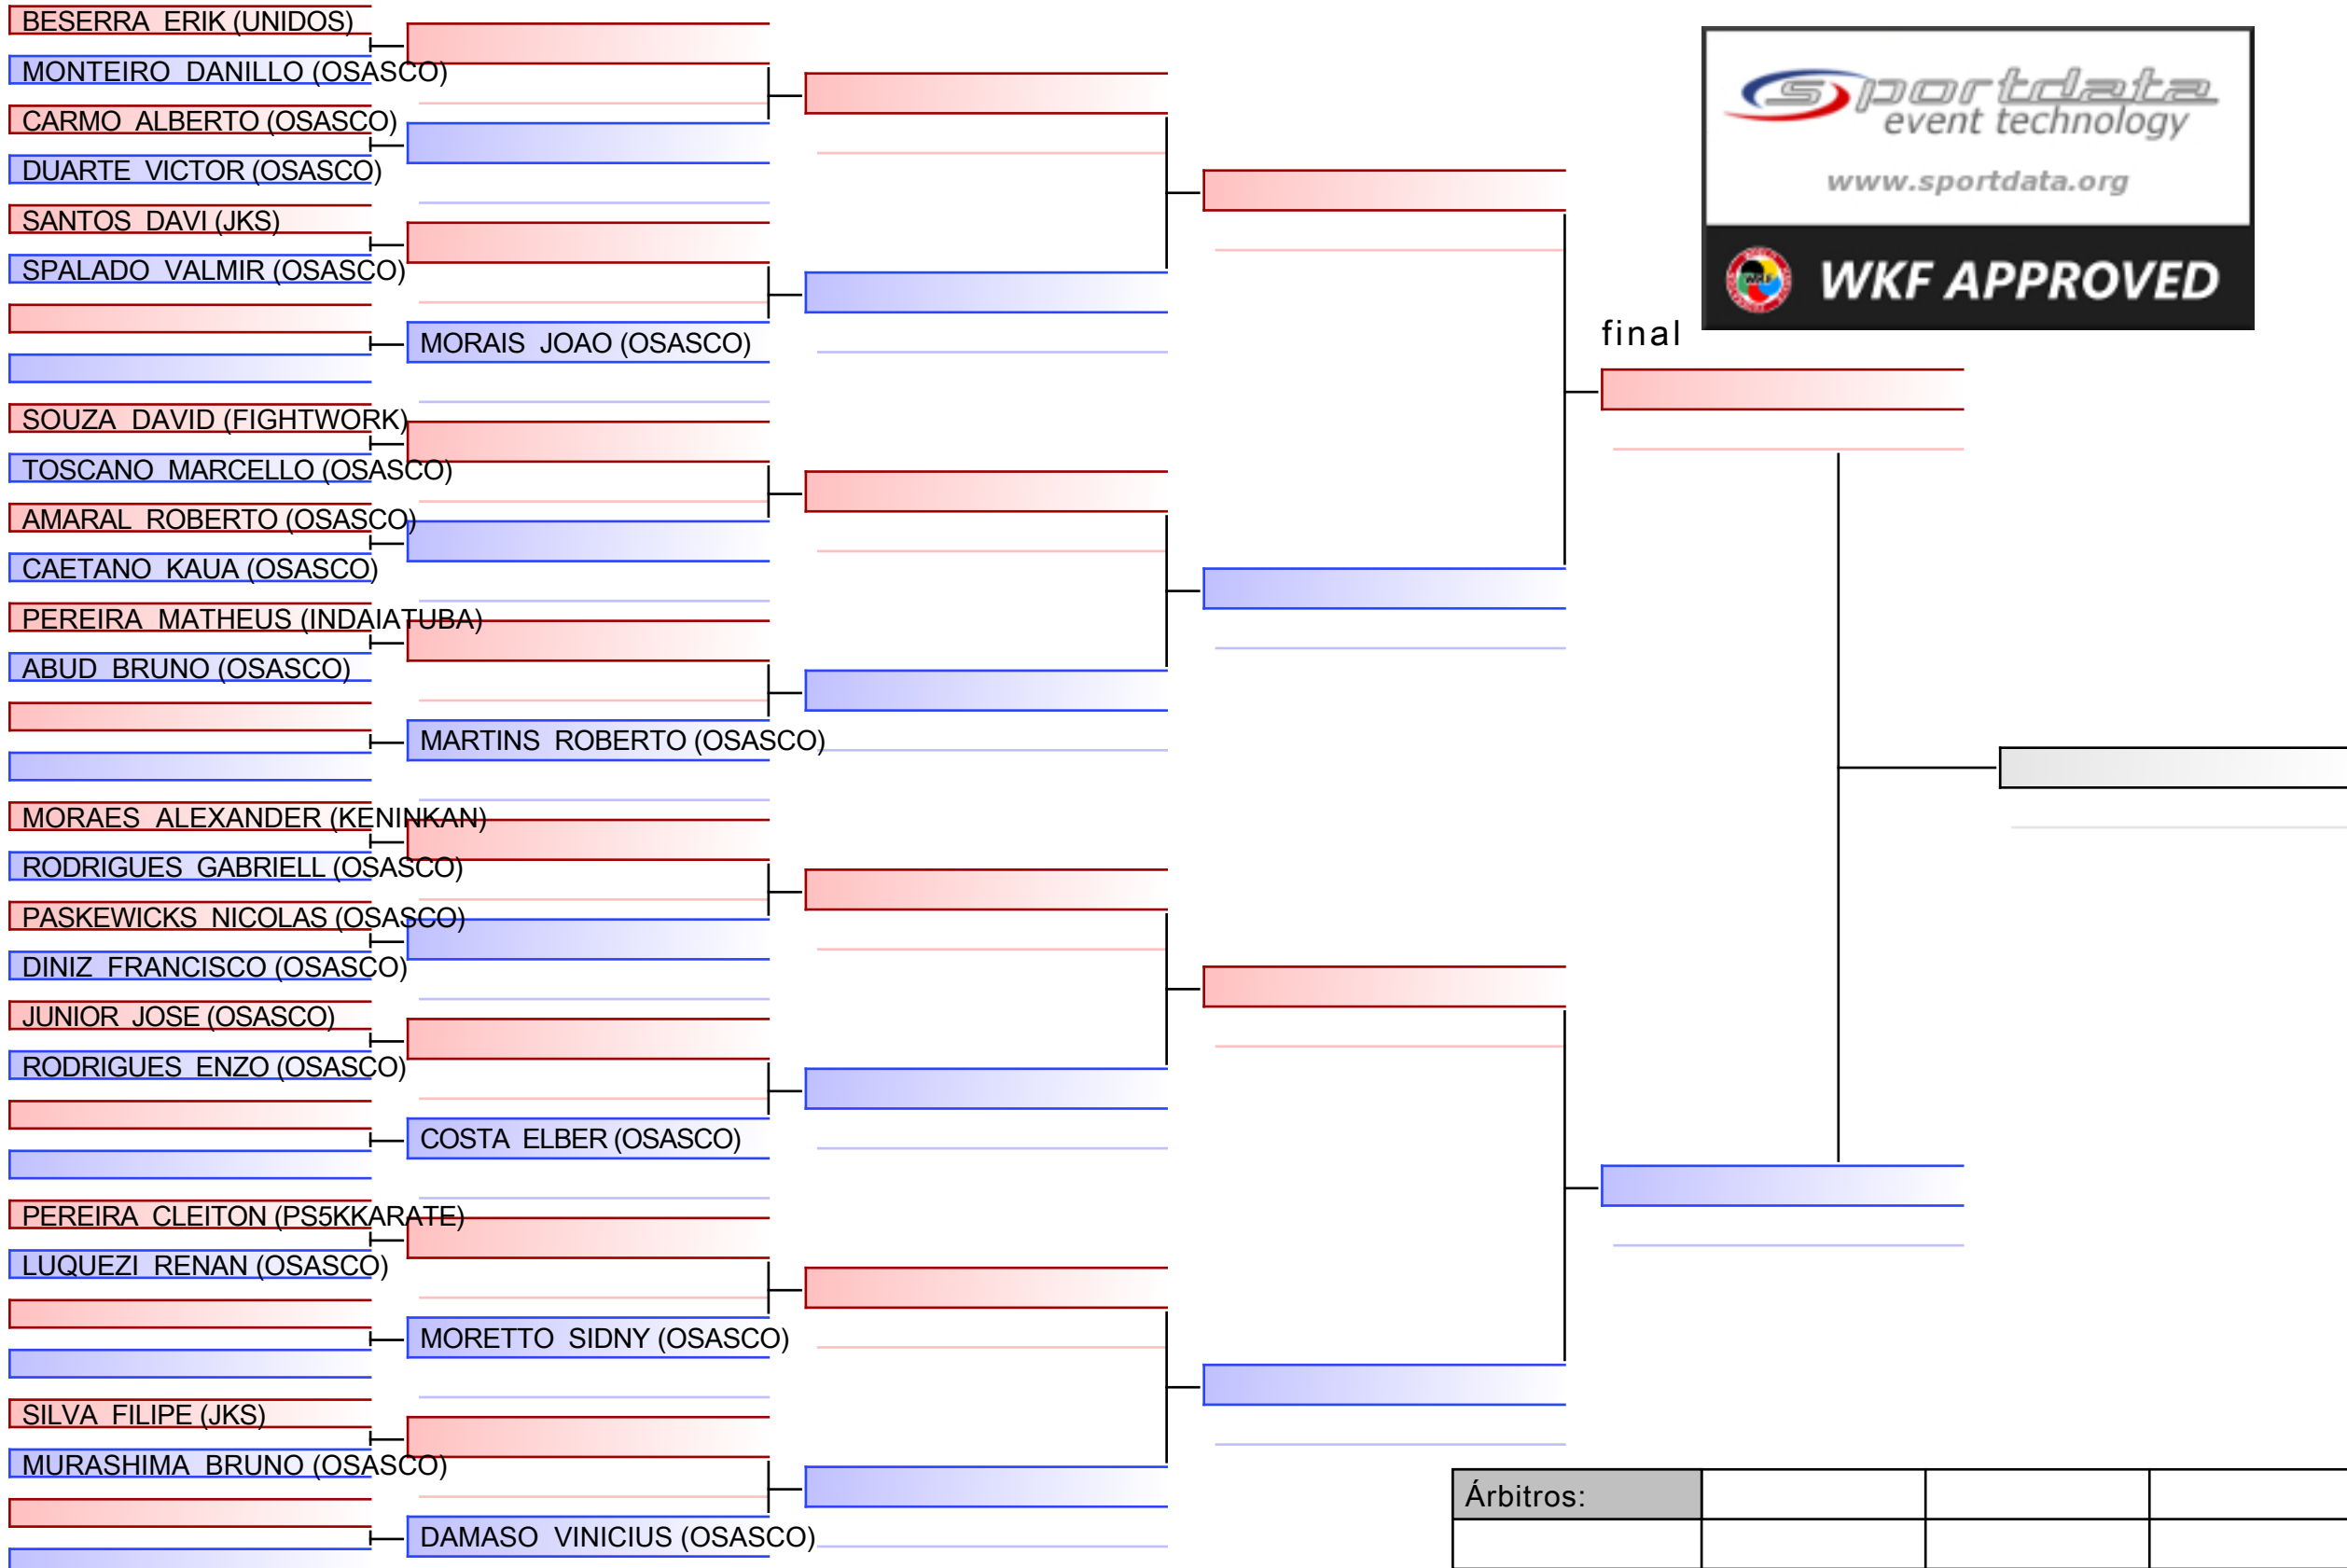 BESERRA ERIK (UNIDOS)
MONTEIRO DANILLO (OSASCO)
CARMO ALBERTO (OSASCO)
DUARTE VICTOR (OSASCO)
SANTOS DAVI (JKS)
SPALADO VALMIR (OSASCO)
MORAIS JOAO (OSASCO)
SOUZA DAVID (FIGHTWORK)
TOSCANO MARCELLO (OSASCO)
AMARAL ROBERTO (OSASCO)
CAETANO KAUA (OSASCO)
PEREIRA MATHEUS (INDAIATUBA)
ABUD BRUNO (OSASCO)
MARTINS ROBERTO (OSASCO)
MORAES ALEXANDER (KENINKAN)
RODRIGUES GABRIELL (OSASCO)
PASKEWICKS NICOLAS (OSASCO)
DINIZ FRANCISCO (OSASCO)
JUNIOR JOSE (OSASCO)
RODRIGUES ENZO (OSASCO)
COSTA ELBER (OSASCO)
PEREIRA CLEITON (PS5KKARATE)
LUQUEZI RENAN (OSASCO)
MORETTO SIDNY (OSASCO)
SILVA FILIPE (JKS)
MURASHIMA BRUNO (OSASCO)
DAMASO VINICIUS (OSASCO)
sportdata
event technology
www.sportdata.org
WKF
WKF APPROVED
final
Árbitros: